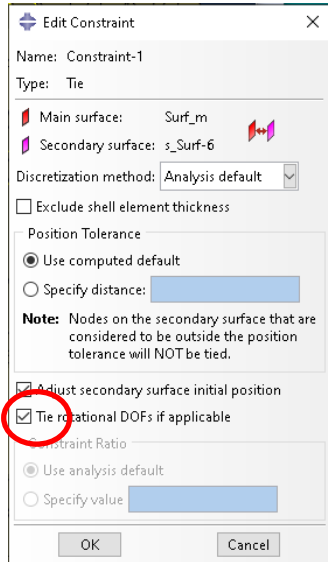 Edit Constraint
Name: Constraint-1
Type: Tie
Main surface: Surf_m
Secondary surface: s_Surf-6
Discretization method: Analysis default
Exclude shell element thickness
Position Tolerance
Use computed default
Specify distance:
Note: Nodes on the secondary surface that are
considered to be outside the position
tolerance will NOT be tied.
Adjust secondary surface initial position
Tie rotational DOFs if applicable
Constraint Ratio
Use analysis default
Specify value
OK Cancel